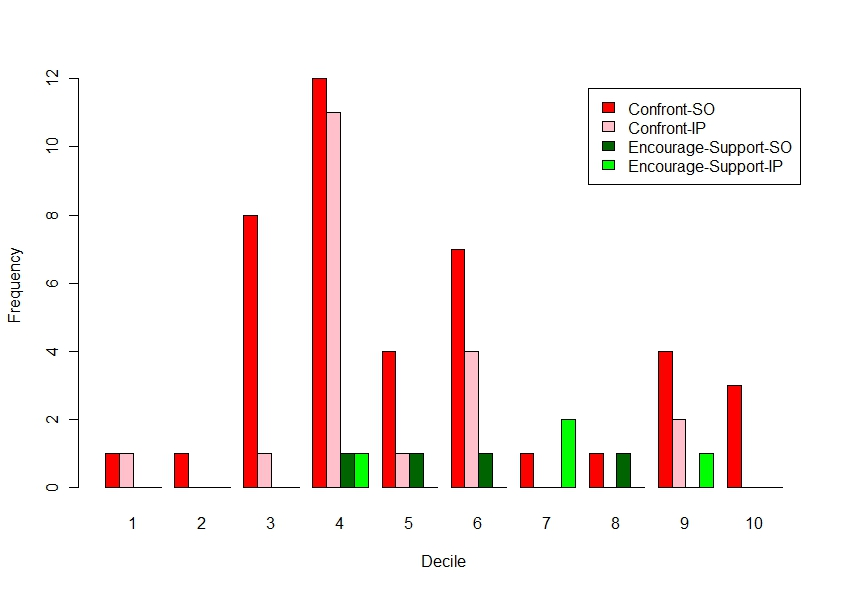 12
10
8
6
4
2
0
Frequency
Confront-SO
Confront-IP
Encourage-Support-SO
Encourage-Support-IP
1 2 3 4 5 6 7 8 9 10
Decile